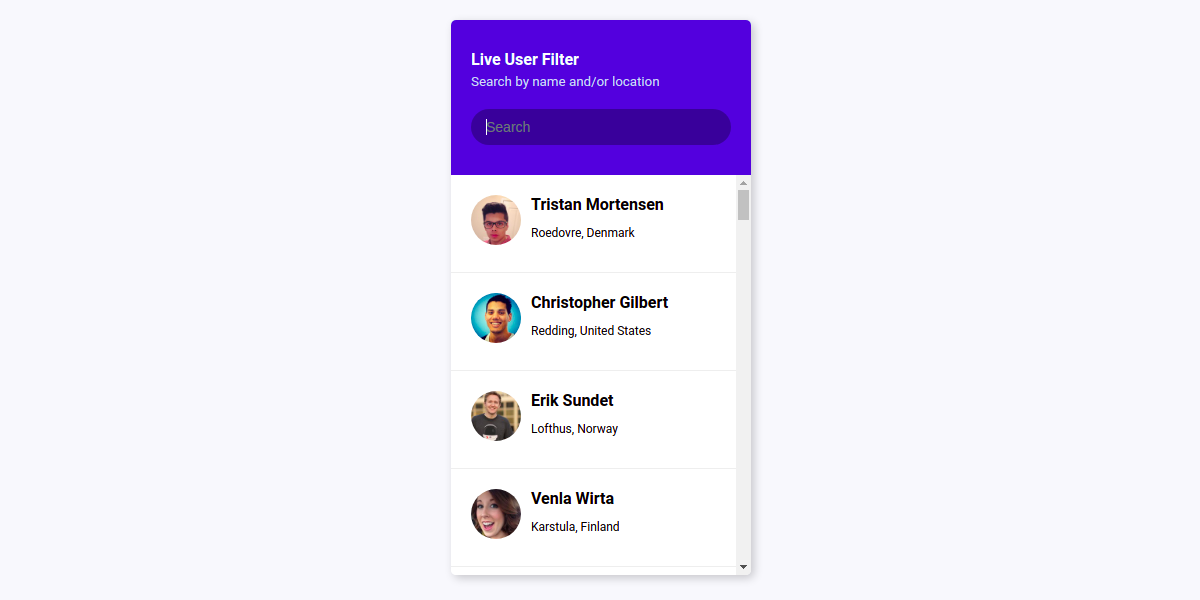 Live User Filter
Search by name and/or location
Search
Tristan Mortensen
Roedovre, Denmark
Christopher Gilbert
Redding, United States
Erik Sundet
Lofthus, Norway
Venla Wirta
Karstula, Finland